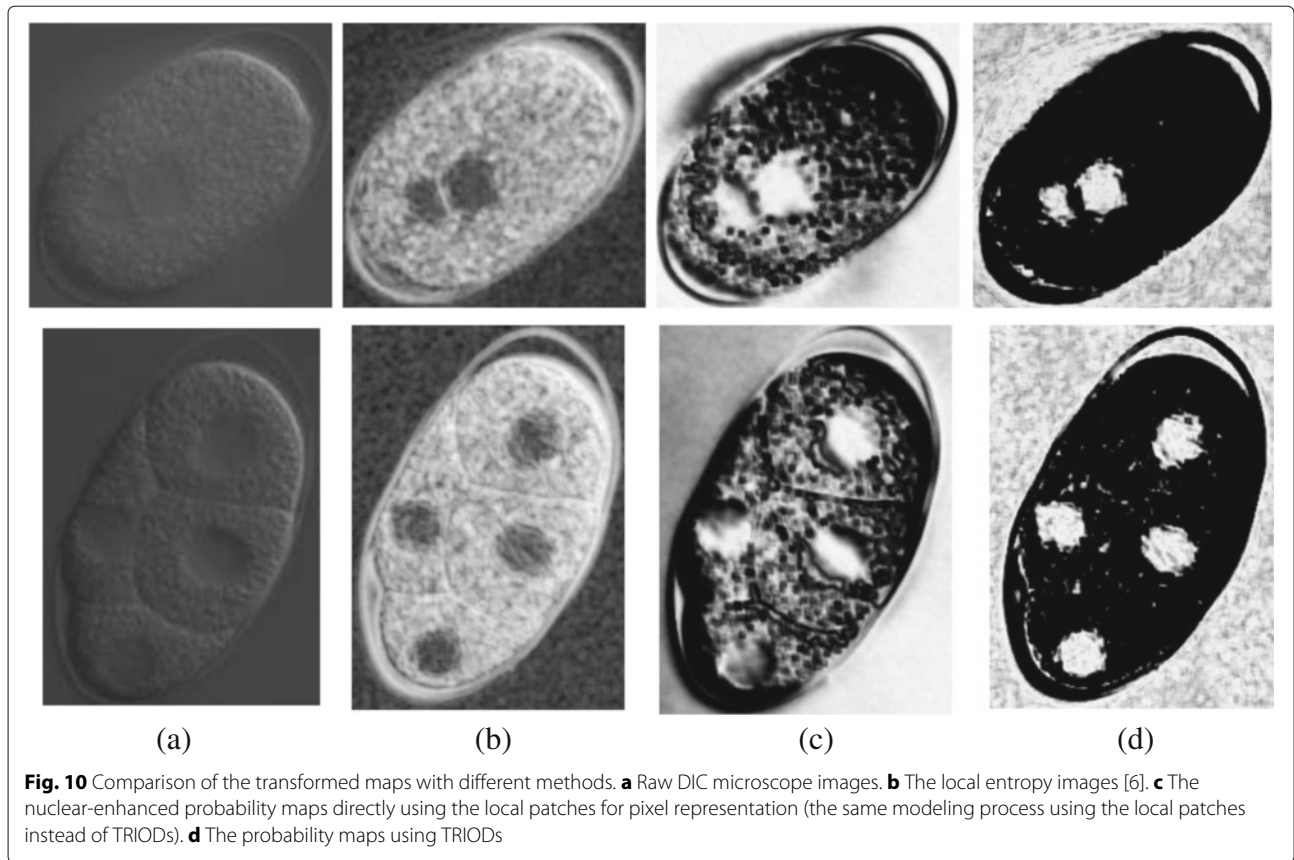 (a) (b) (c) (d)
Fig. 10 Comparison of the transformed maps with different methods. a Raw DIC microscope images. b The local entropy images [6]. c The
nuclear-enhanced probability maps directly using the local patches for pixel representation (the same modeling process using the local patches
instead of TRIODs). d The probability maps using TRIODs